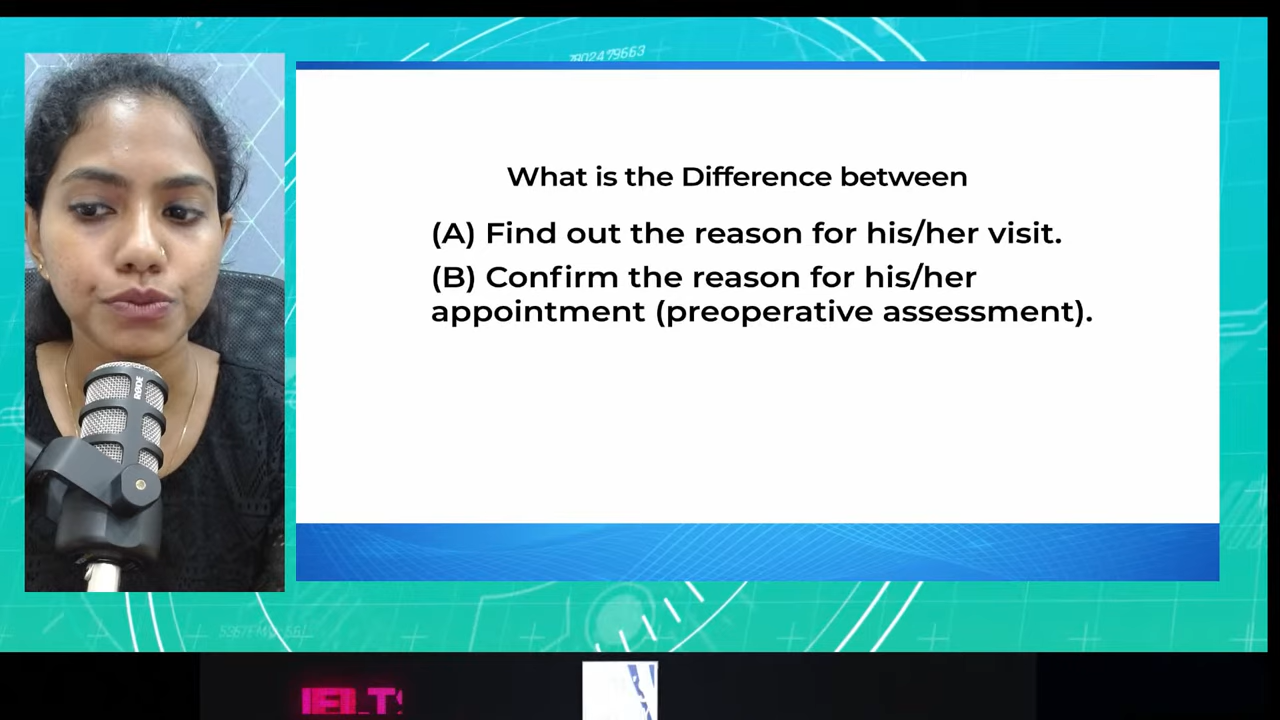 What is the Difference between
(A) Find out the reason for his/her visit.
(B) Confirm the reason for his/her
appointment (preoperative assessment).
RODE